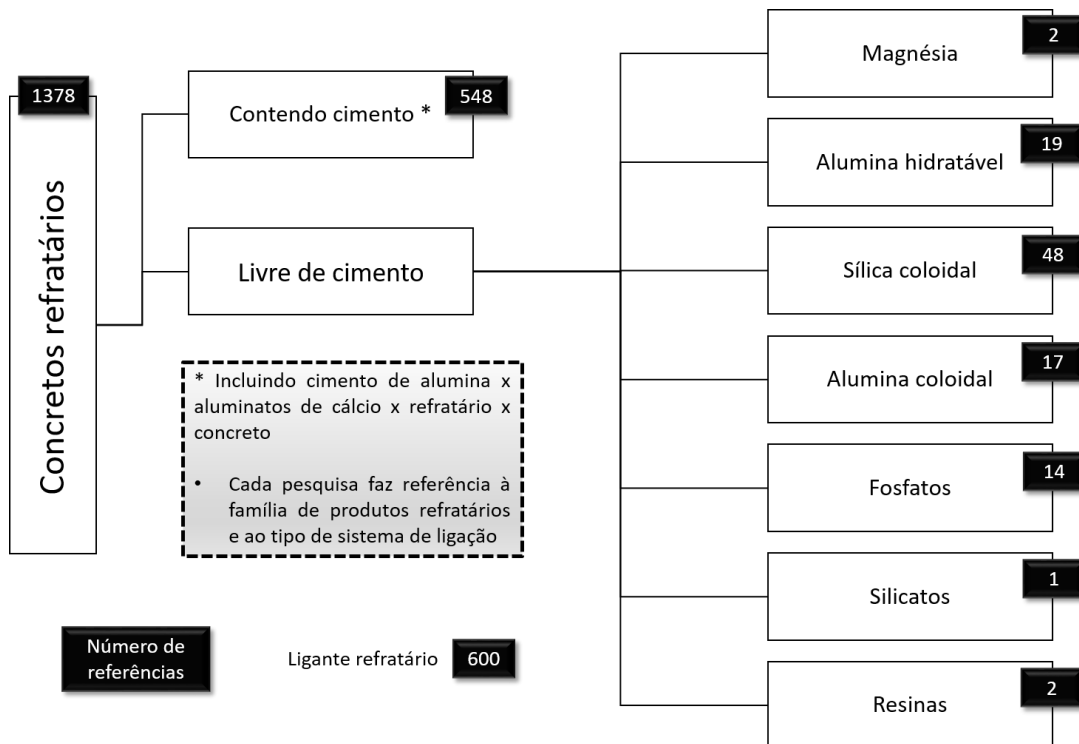 1378
Concretos refratários
Contendo cimento *
548
Livre de cimento
* Incluindo cimento de alumina x
aluminatos de cálcio x refratário x
concreto
• Cada pesquisa faz referência à
família de produtos refratários
e ao tipo de sistema de ligação
Número de
referências
Ligante refratário
600
Magnésia
2
Alumina hidratável
19
Sílica coloidal
48
Alumina coloidal
17
Fosfatos
14
Silicatos
1
Resinas
2